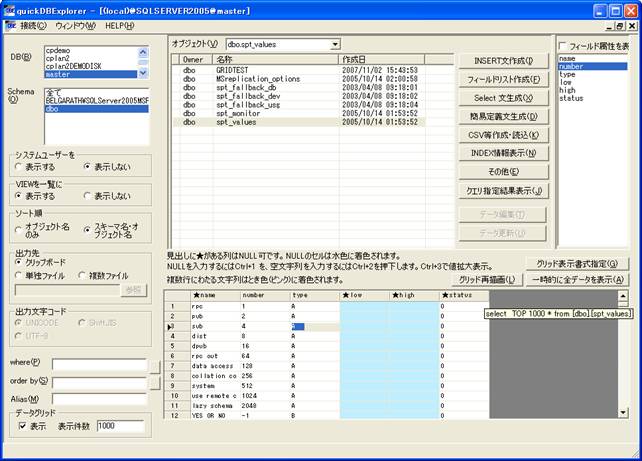 quickDBExplorer - [(local)@SQLSERVER2005@master]
接続(C) ウィンドウ(W) HELP(H)
DB(B)
cpdemo
cplan2
cplan2DEMODISK
master
Schema
(O)
全て
BELGARATH¥SQLServer2005MSF
dbo
システムユーザーを
表示する 表示しない
VIEWを一覧に
表示する 表示しない
ソート順
オブジェクト名のみ
スキーマ名・オブジェクト名
出力先
クリップボード
単独ファイル 複数ファイル
参照
出力文字コード
UNICODE ShiftJIS
UTF-8
where(P)
order by(S)
Alias(M)
データグリッド
表示 表示件数 1000
オブジェクト(V) dbo.spt_values
Owner 名称 作成日
dbo GRIDTEST 2007/11/02 15:43:53
dbo MSreplication_options 2005/10/14 02:00:58
dbo spt_fallback_db 2003/04/08 09:18:01
dbo spt_fallback_dev 2003/04/08 09:18:02
dbo spt_fallback_usg 2003/04/08 09:18:04
dbo spt_monitor 2005/10/14 01:53:52
dbo spt_values 2005/10/14 01:53:52
INSERT文作成(I)
フィールドリスト作成(F)
Select 文生成(X)
簡易定義文生成(D)
CSV等作成・読込(K)
INDEX情報表示(N)
その他(E)
クエリ指定結果表示(J)
データ編集(T)
データ更新(U)
フィールド属性を表
name
number
type
low
high
status
見出しに★がある列はNULL可です。NULLのセルは水色に着色されます。
NULLを入力するにはCtrl+1 を、空文字列を入力するにはCtrl+2を押下します。Ctrl+3で値拡大表示。
複数行にわたる文字列はとき色(ピンク)に着色されます。
グリッド表示書式指定(G)
グリッド再描画(L)
一時的に全データを表示(A)
★name number type ★low ★high ★status
1 rpc 1 A 0
2 pub 2 A 0
3 sub 4 A 0
4 dist 8 A 0
5 dpub 16 A 0
6 rpc out 64 A 0
7 data access 128 A 0
8 collation co 256 A 0
9 system 512 A 0
10 use remote c 1024 A 0
11 lazy schema 2048 A 0
12 YES OR NO -1 B 0
select TOP 1000 * from [dbo].[spt_values]